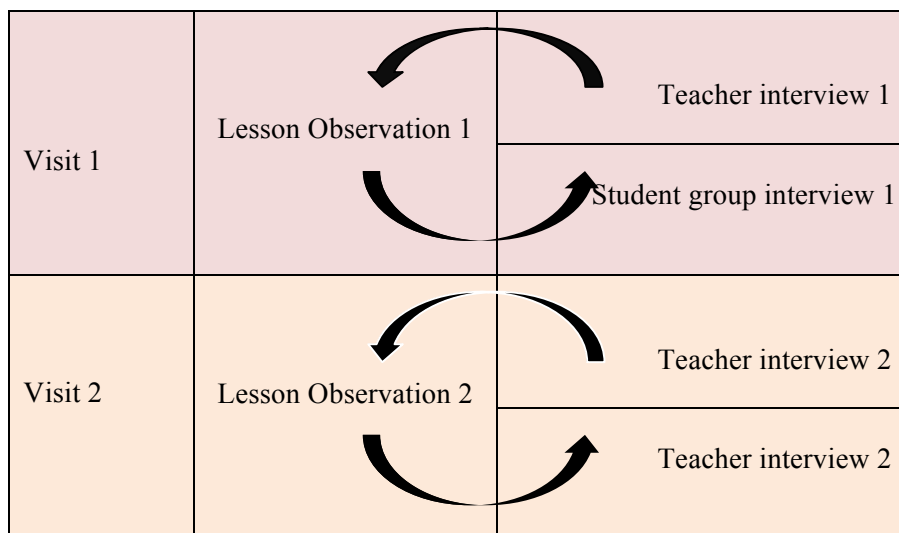 Visit 1
Lesson Observation 1
Teacher interview 1
Student group interview 1
Visit 2
Lesson Observation 2
Teacher interview 2
Teacher interview 2